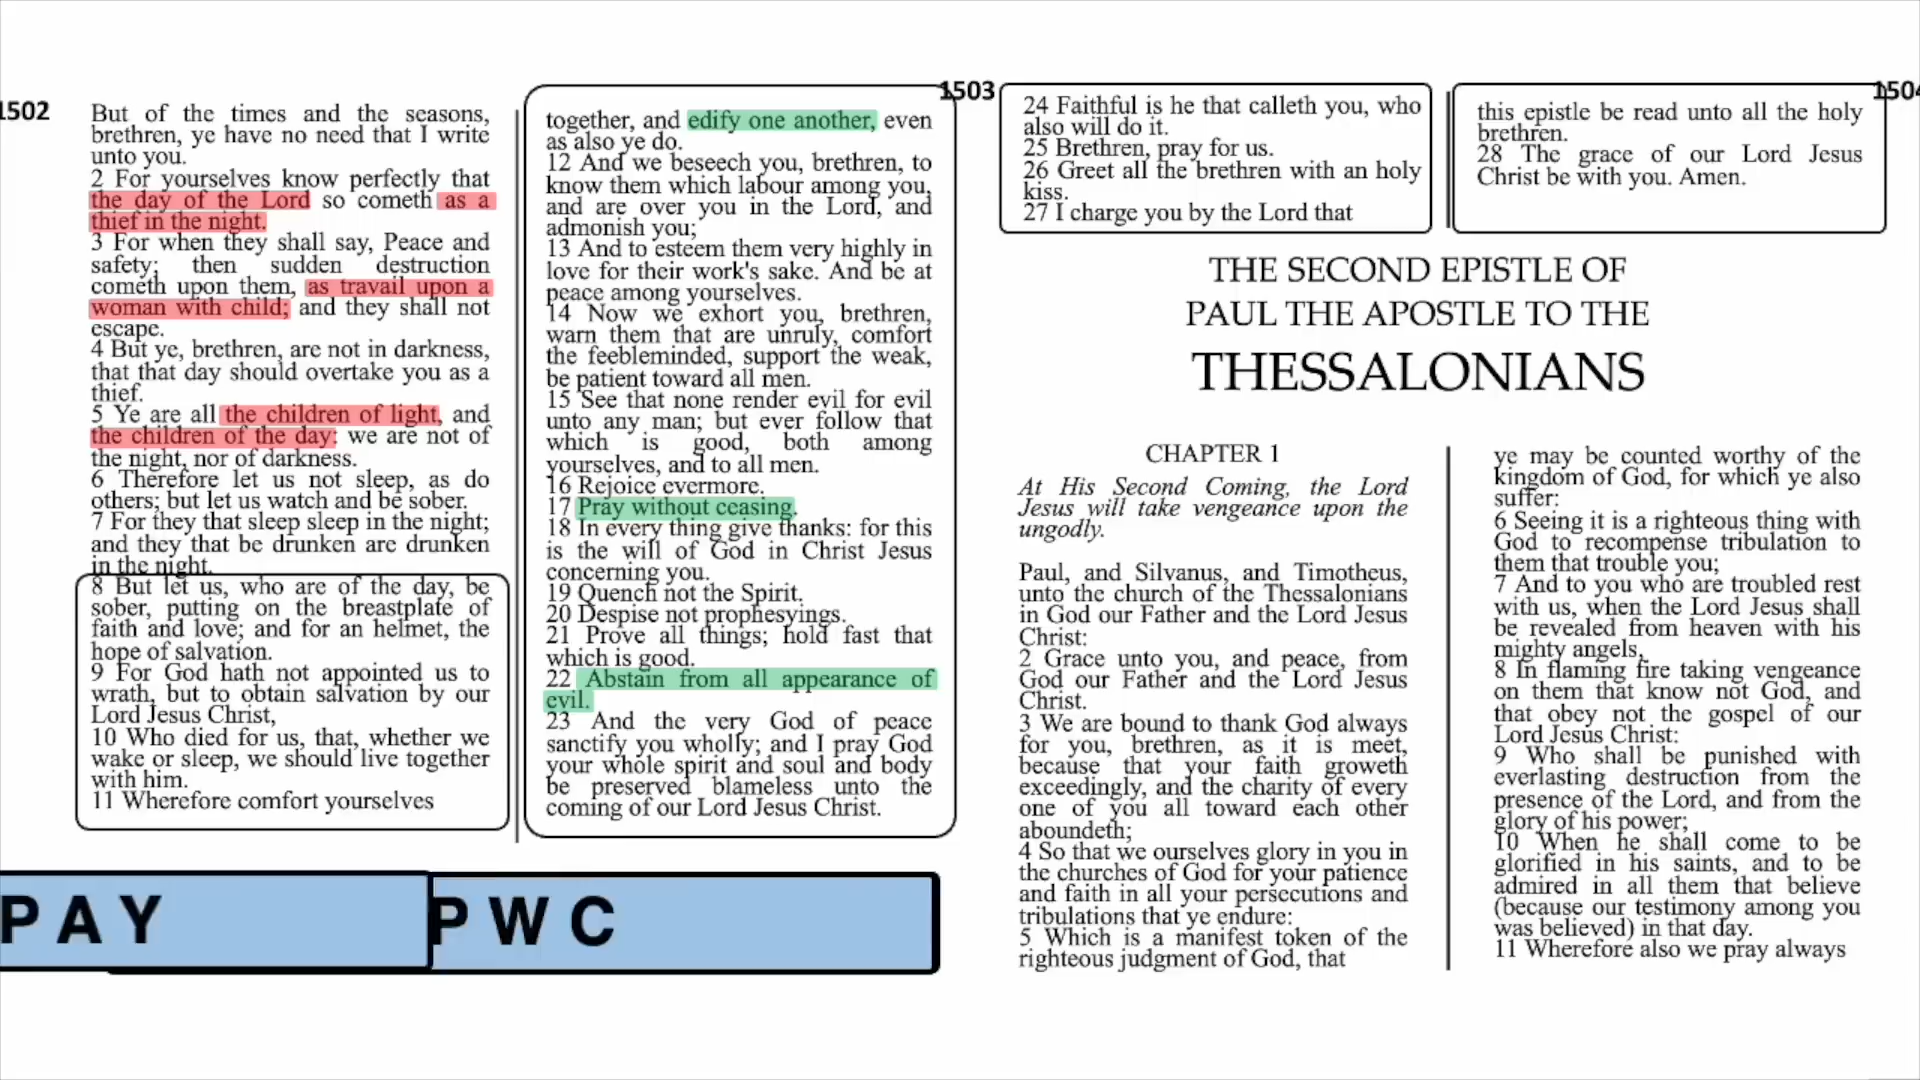 1502
But of the times and the seasons,
brethren, ye have no need that I write
unto you.
2 For yourselves know perfectly that
the day of the Lord so cometh as a
thief in the night.
3 For when they shall say, Peace and
safety; then sudden destruction
cometh upon them, as travail upon a
woman with child; and they shall not
escape.
4 But ye, brethren, are not in darkness,
that that day should overtake you as a
thief.
5 Ye are all the children of light, and
the children of the day: we are not of
the night, nor of darkness.
6 Therefore let us not sleep, as do
others; but let us watch and be sober.
7 For they that sleep sleep in the night;
and they that be drunken are drunken
in the night.
8 But let us, who are of the day, be
sober, putting on the breastplate of
faith and love; and for an helmet, the
hope of salvation.
9 For God hath not appointed us to
wrath, but to obtain salvation by our
Lord Jesus Christ,
10 Who died for us, that, whether we
wake or sleep, we should live together
with him.
11 Wherefore comfort yourselves
together, and edify one another, even
as also ye do.
12 And we beseech you, brethren, to
know them which labour among you,
and are over you in the Lord, and
admonish you;
13 And to esteem them very highly in
love for their work's sake. And be at
peace among yourselves.
14 Now we exhort you, brethren,
warn them that are unruly, comfort
the feebleminded, support the weak,
be patient toward all men.
15 See that none render evil for evil
unto any man; but ever follow that
which is good, both among
yourselves, and to all men.
16 Rejoice evermore.
17 Pray without ceasing.
18 In every thing give thanks: for this
is the will of God in Christ Jesus
concerning you.
19 Quench not the Spirit.
20 Despise not prophesyings.
21 Prove all things; hold fast that
which is good.
22 Abstain from all appearance of
evil.
23 And the very God of peace
sanctify you wholly; and I pray God
your whole spirit and soul and body
be preserved blameless unto the
coming of our Lord Jesus Christ.
PAY
PWC
1503
24 Faithful is he that calleth you, who
also will do it.
25 Brethren, pray for us.
26 Greet all the brethren with an holy
kiss.
27 I charge you by the Lord that
this epistle be read unto all the holy
brethren.
28 The grace of our Lord Jesus
Christ be with you. Amen.
1504
THE SECOND EPISTLE OF
PAUL THE APOSTLE TO THE
THESSALONIANS
CHAPTER 1
At His Second Coming, the Lord
Jesus will take vengeance upon the
ungodly.
Paul, and Silvanus, and Timotheus,
unto the church of the Thessalonians
in God our Father and the Lord Jesus
Christ:
2 Grace unto you, and peace, from
God our Father and the Lord Jesus
Christ.
3 We are bound to thank God always
for you, brethren, as it is meet,
because that your faith groweth
exceedingly, and the charity of every
one of you all toward each other
aboundeth;
4 So that we ourselves glory in you in
the churches of God for your patience
and faith in all your persecutions and
tribulations that ye endure:
5 Which is a manifest token of the
righteous judgment of God, that
ye may be counted worthy of the
kingdom of God, for which ye also
suffer:
6 Seeing it is a righteous thing with
God to recompense tribulation to
them that trouble you;
7 And to you who are troubled rest
with us, when the Lord Jesus shall
be revealed from heaven with his
mighty angels,
8 In flaming fire taking vengeance
on them that know not God, and
that obey not the gospel of our
Lord Jesus Christ:
9 Who shall be punished with
everlasting destruction from the
presence of the Lord, and from the
glory of his power;
10 When he shall come to be
glorified in his saints, and to be
admired in all them that believe
(because our testimony among you
was believed) in that day.
11 Wherefore also we pray always